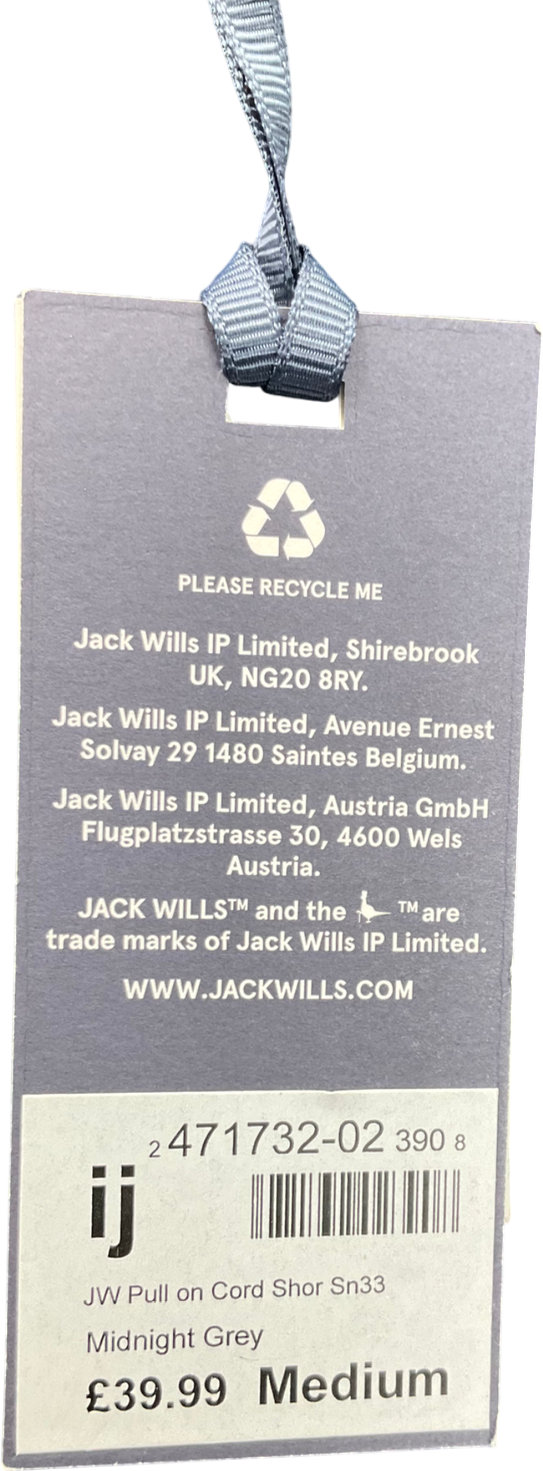 PLEASE RECYCLE ME
Jack Wills IP Limited, Shirebrook
UK, NG20 8RY.
Jack Wills IP Limited, Avenue Ernest
Solvay 29 1480 Saintes Belgium.
Jack Wills IP Limited, Austria GmbH
Flugplatzstrasse 30, 4600 Wels
Austria.
JACK WILLS™ and the ™ are
trade marks of Jack Wills IP Limited.
WWW.JACKWILLS.COM
2 471732-02 390 8
ij
JW Pull on Cord Shor Sn33
Midnight Grey
£39.99 Medium